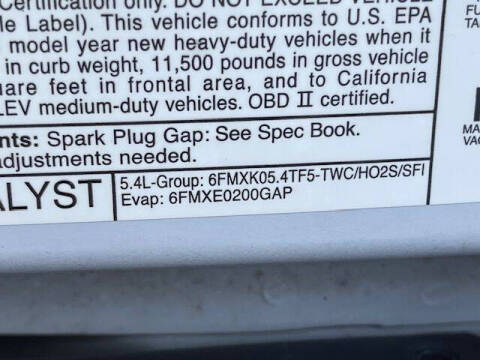 Certification only. DO NOT EXCEED VEHICLE
le Label). This vehicle conforms to U.S. EPA
model year new heavy-duty vehicles when it
in curb weight, 11,500 pounds in gross vehicle
uare feet in frontal area, and to California
LEV medium-duty vehicles. OBD II certified.
nts: Spark Plug Gap: See Spec Book.
adjustments needed.
ALYST
5.4L-Group: 6FMXK05.4TF5-TWC/HO2S/SFI
Evap: 6FMXE0200GAP
FU
TA
MA
VAC